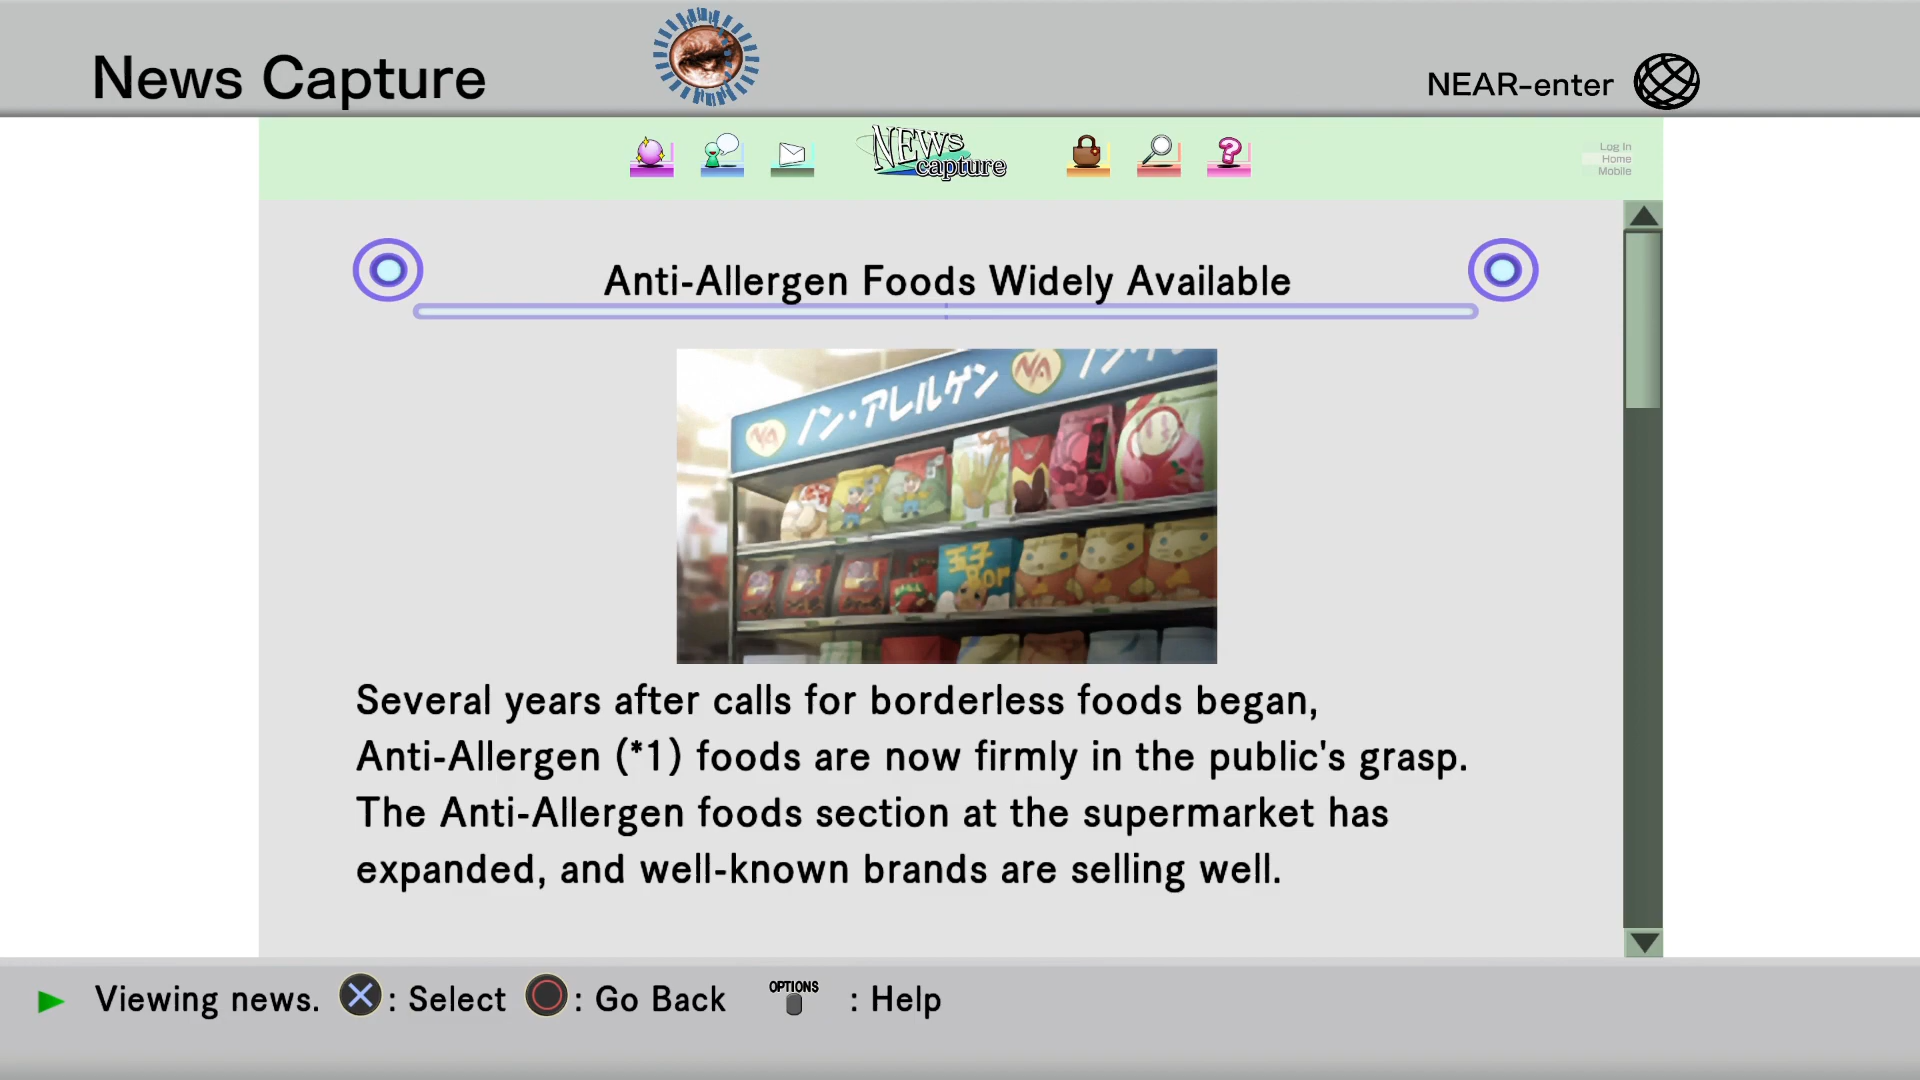 News Capture
NEAR-enter
NEWS
capture
Log In
Home
Mobile
Anti-Allergen Foods Widely Available
NA ノン・アレルゲン NA
王子
Several years after calls for borderless foods began,
Anti-Allergen (*1) foods are now firmly in the public's grasp.
The Anti-Allergen foods section at the supermarket has
expanded, and well-known brands are selling well.
Viewing news. : Select : Go Back OPTIONS : Help